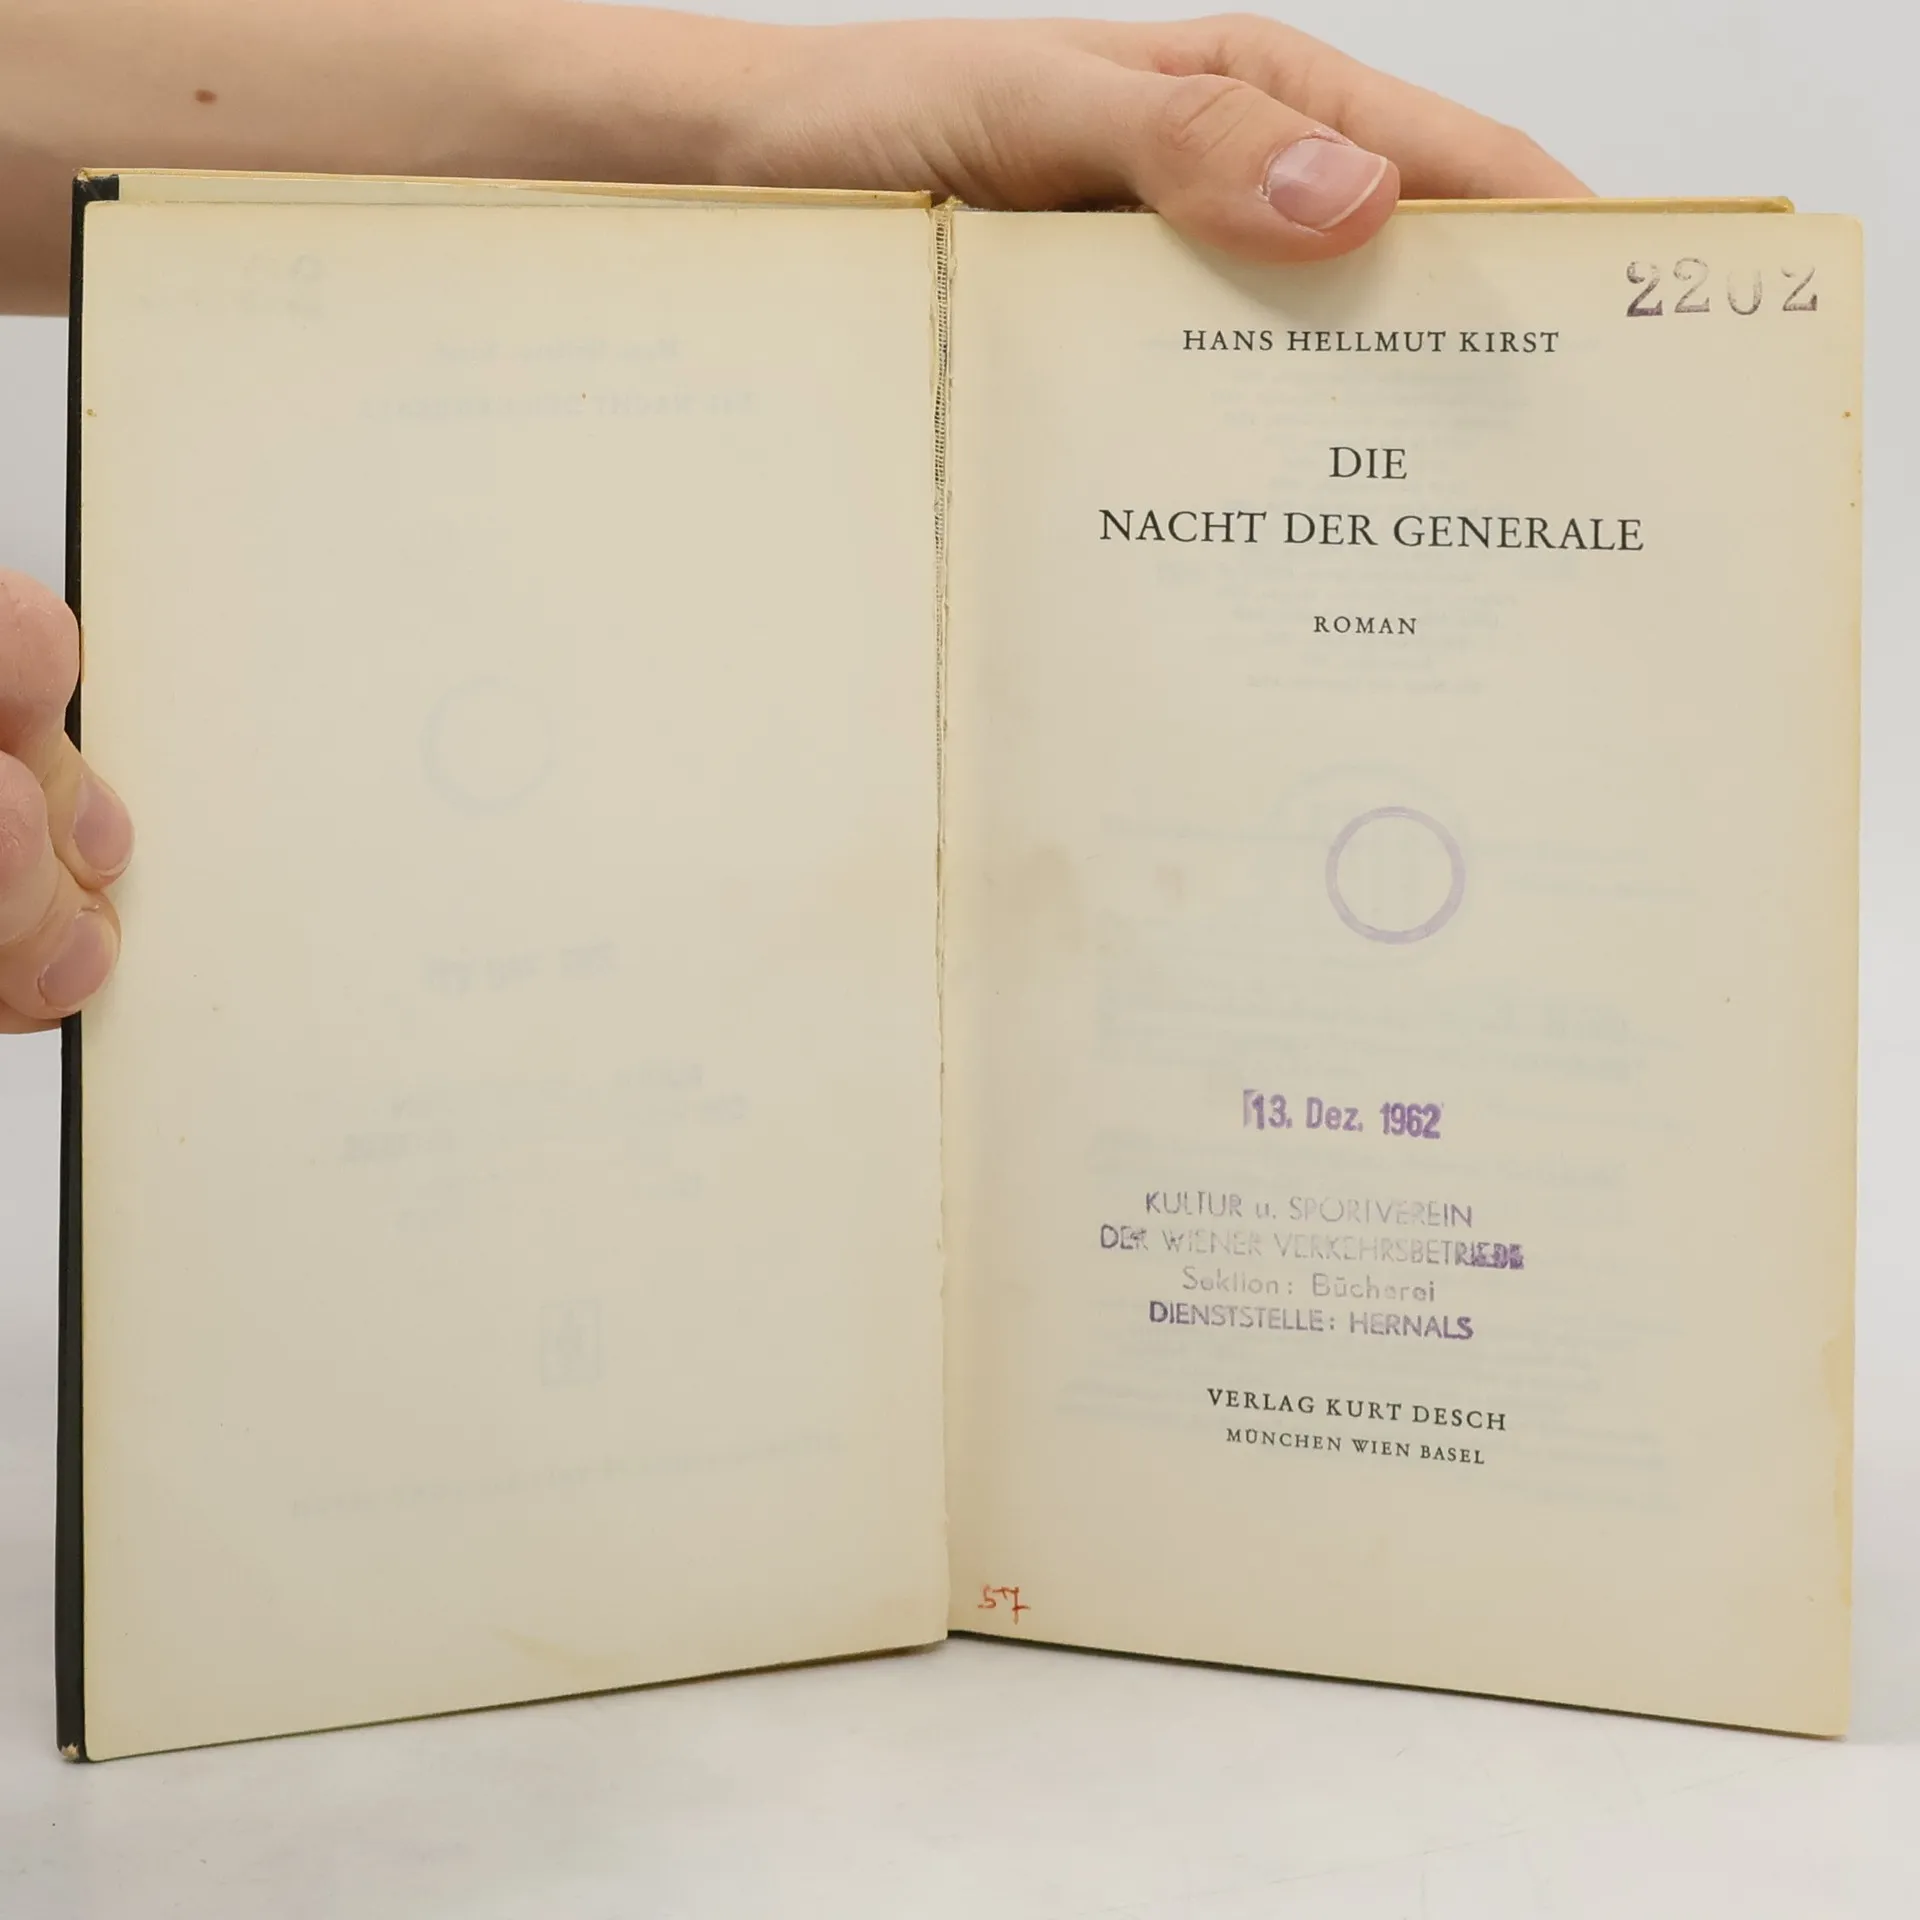 2202
HANS HELLMUT KIRST
DIE
NACHT DER GENERALE
ROMAN
13. Dez. 1962
KULTUR u. SPORTVEREIN
DER WIENER VERKEHRSBETRIEBE
Sektion: Bücherei
DIENSTSTELLE: HERNALS
VERLAG KURT DESCH
MÜNCHEN WIEN BASEL